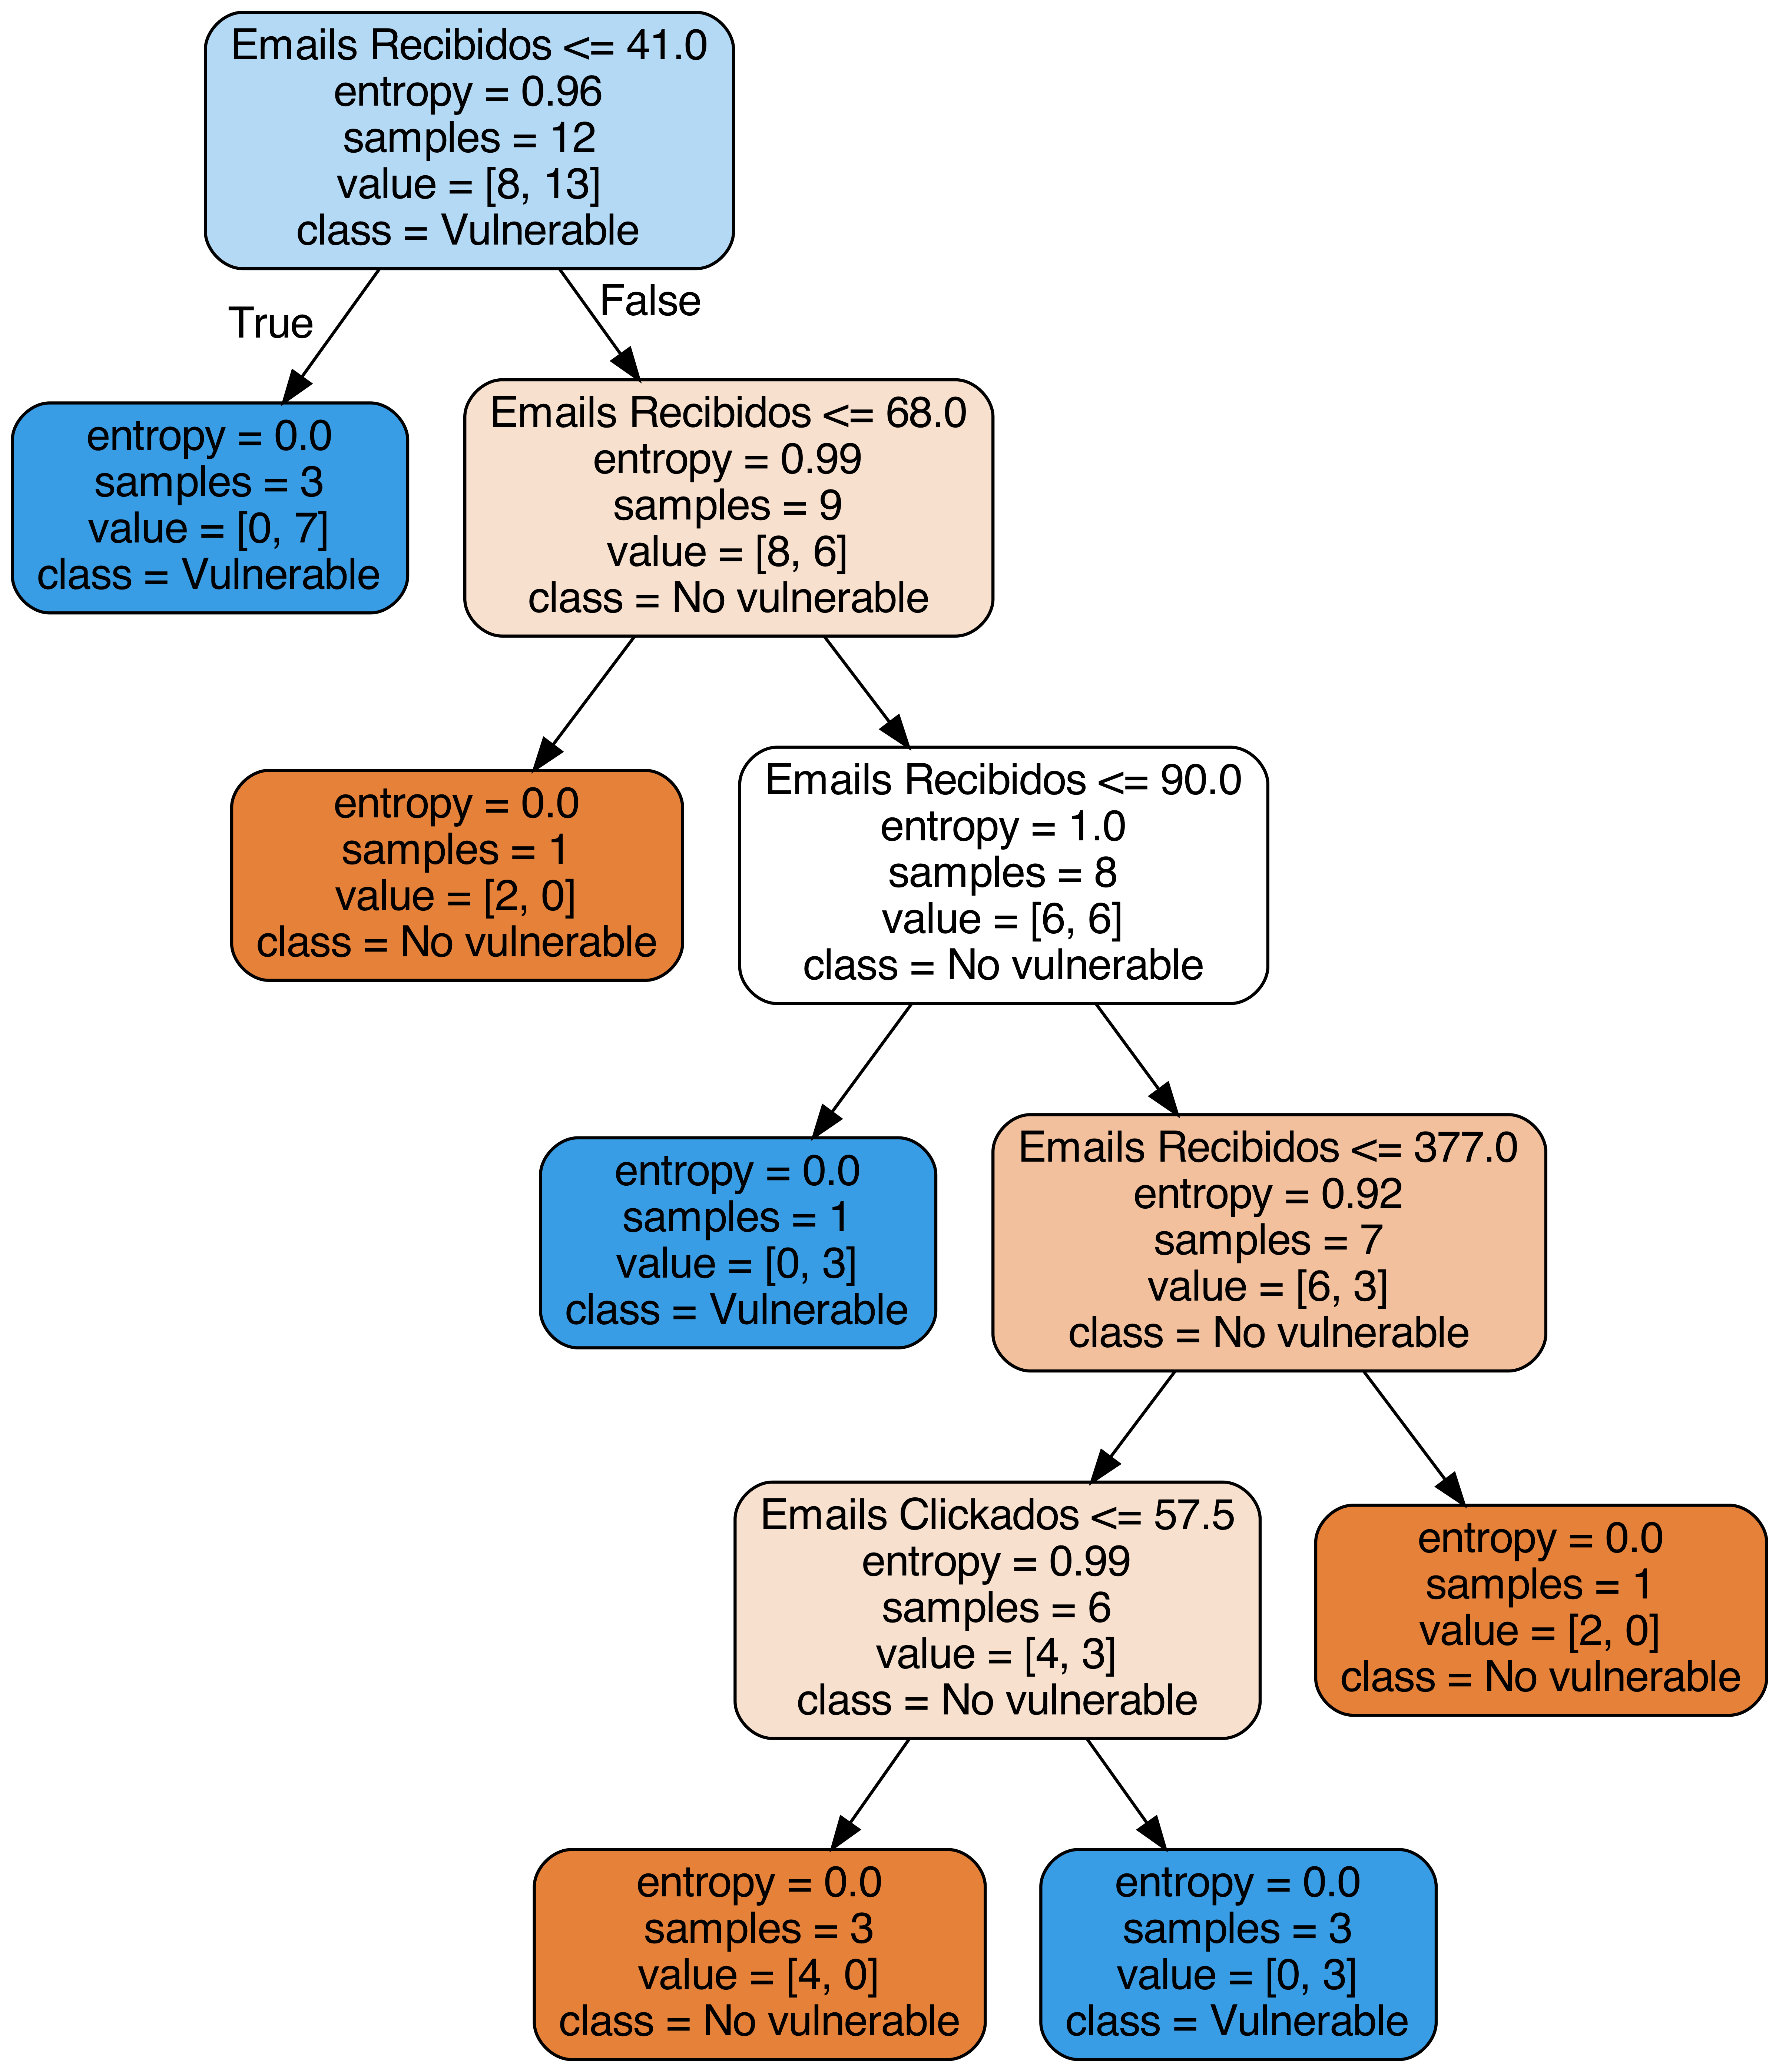 Emails Recibidos <= 41.0
entropy = 0.96
samples = 12
value = [8, 13]
class = Vulnerable
True
False
entropy = 0.0
samples = 3
value = [0, 7]
class = Vulnerable
Emails Recibidos <= 68.0
entropy = 0.99
samples = 9
value = [8, 6]
class = No vulnerable
entropy = 0.0
samples = 1
value = [2, 0]
class = No vulnerable
Emails Recibidos <= 90.0
entropy = 1.0
samples = 8
value = [6, 6]
class = No vulnerable
entropy = 0.0
samples = 1
value = [0, 3]
class = Vulnerable
Emails Recibidos <= 377.0
entropy = 0.92
samples = 7
value = [6, 3]
class = No vulnerable
Emails Clickados <= 57.5
entropy = 0.99
samples = 6
value = [4, 3]
class = No vulnerable
entropy = 0.0
samples = 1
value = [2, 0]
class = No vulnerable
entropy = 0.0
samples = 3
value = [4, 0]
class = No vulnerable
entropy = 0.0
samples = 3
value = [0, 3]
class = Vulnerable